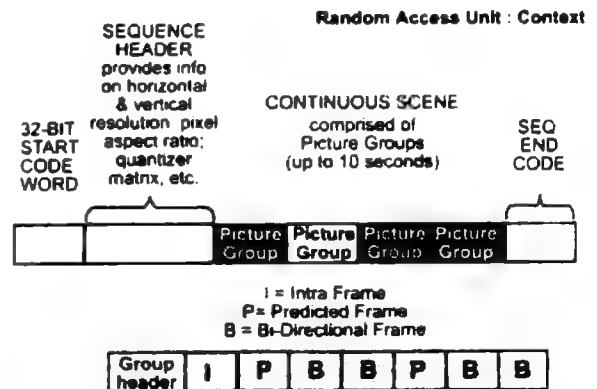 Random Access Unit : Context
SEQUENCE
HEADER
provides info
on horizontal
& vertical
resolution pixel
aspect ratio;
quantizer
matrix, etc.
32-BIT
START
CODE
WORD
CONTINUOUS SCENE
comprised of
Picture Groups
(up to 10 seconds)
SEQ
END
CODE
Picture Picture Picture Picture
Group Group Group Group
I = Intra Frame
P= Predicted Frame
B = Bi-Directional Frame
Group
header I P B B P B B